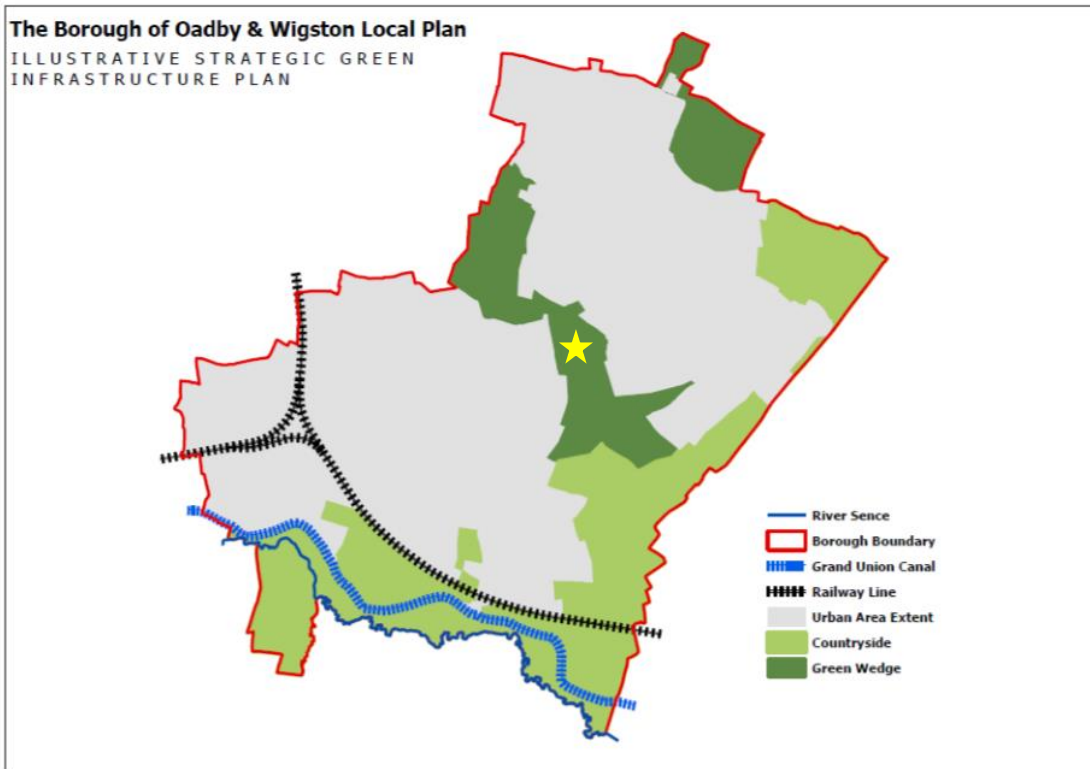 The Borough of Oadby & Wigston Local Plan
ILLUSTRATIVE STRATEGIC GREEN
INFRASTRUCTURE PLAN
River Sence
Borough Boundary
Grand Union Canal
Railway Line
Urban Area Extent
Countryside
Green Wedge